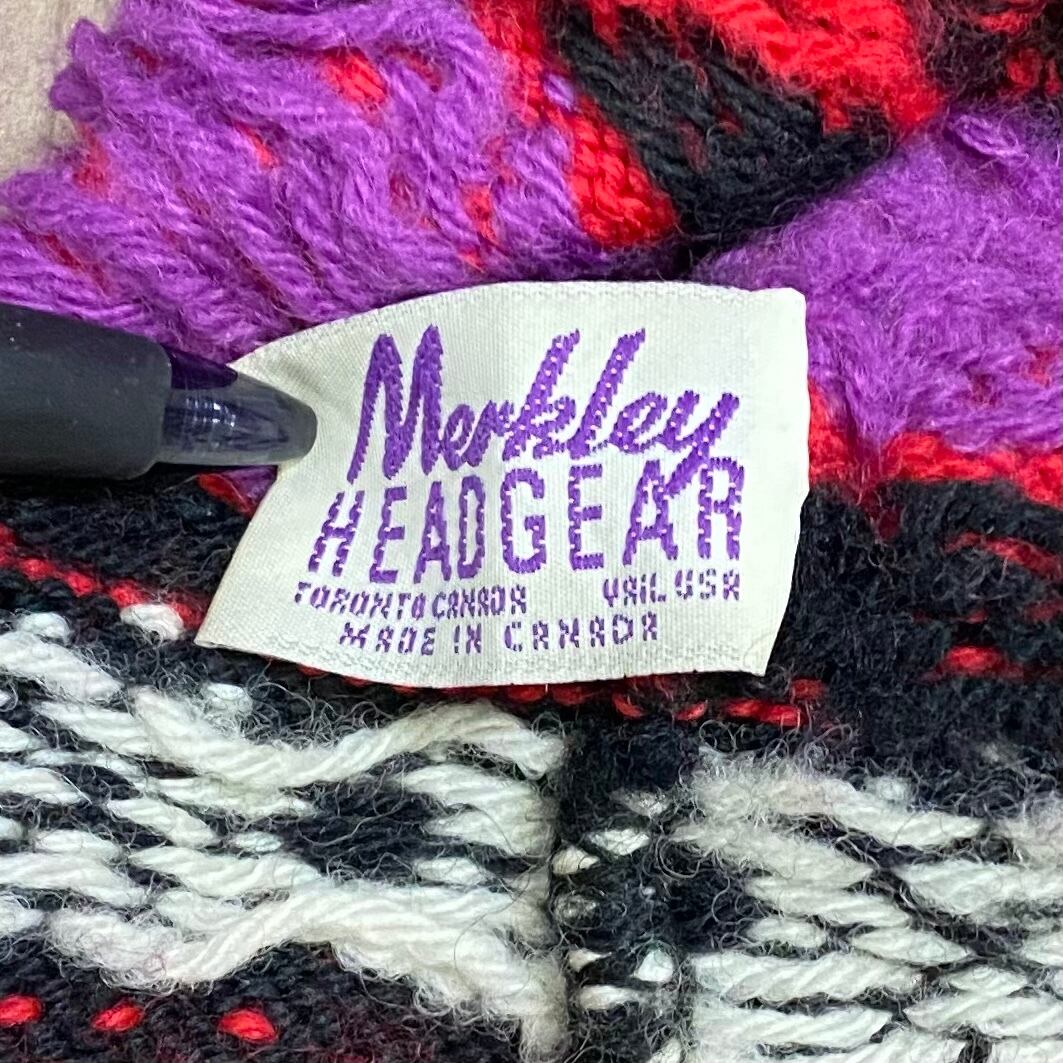 Merkley
HEADGEAR
TORONTO CANADA VAIL USA
MADE IN CANADA